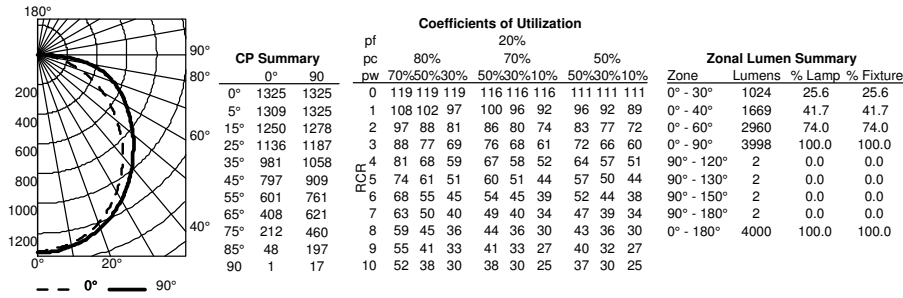 180°
90°
80°
200
400
60°
600
800
1000
40°
1200
0° 20°
0° 90°
CP Summary
0° 90
0° 1325 1325
5° 1309 1325
15° 1250 1278
25° 1136 1187
35° 981 1058
45° 797 909
55° 601 761
65° 408 621
75° 212 460
85° 48 197
90 1 17
Coefficients of Utilization
pf 20%
pc 80% 70% 50%
pw 70%50%30% 50%30%10% 50%30%10%
RCR
0 119 119 119 116 116 116 111 111 111
1 108 102 97 100 96 92 96 92 89
2 97 88 81 86 80 74 83 77 72
3 88 77 69 76 68 61 72 66 60
4 81 68 59 67 58 52 64 57 51
5 74 61 51 60 51 44 57 50 44
6 68 55 45 54 45 39 52 44 38
7 63 50 40 49 40 34 47 39 34
8 59 45 36 44 36 30 43 36 30
9 55 41 33 41 33 27 40 32 27
10 52 38 30 38 30 25 37 30 25
Zonal Lumen Summary
Zone Lumens % Lamp % Fixture
0° - 30° 1024 25.6 25.6
0° - 40° 1669 41.7 41.7
0° - 60° 2960 74.0 74.0
0° - 90° 3998 100.0 100.0
90° - 120° 2 0.0 0.0
90° - 130° 2 0.0 0.0
90° - 150° 2 0.0 0.0
90° - 180° 2 0.0 0.0
0° - 180° 4000 100.0 100.0